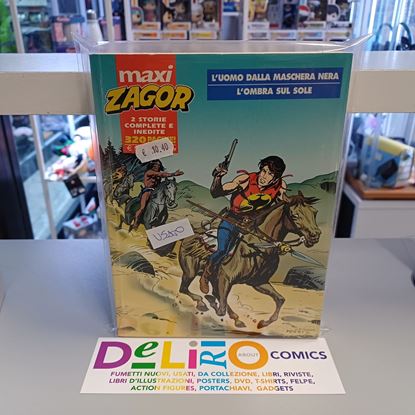 maxi
ZAGOR
2 STORIE
COMPLETE E
INEDITE
320
€ 10,40
L'UOMO DALLA MASCHERA NERA
L'OMBRA SUL SOLE
USATO
DeLiRiO ABOUT COMICS
FUMETTI NUOVI, USATI, DA COLLEZIONE, LIBRI, RIVISTE,
LIBRI D'ILLUSTRAZIONI, POSTERS, DVD, T-SHIRTS, FELPE,
ACTION FIGURES, PORTACHIAVI, GADGETS